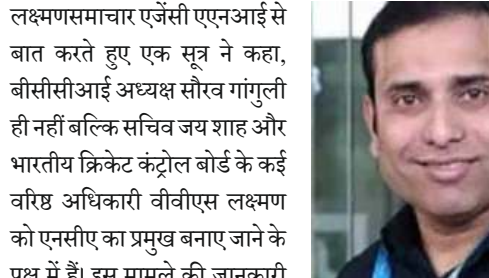 लक्ष्मणसमाचार एजेंसी एएनआई से
बात करते हुए एक सूत्र ने कहा,
बीसीसीआई अध्यक्ष सौरव गांगुली
ही नहीं बल्कि सचिव जय शाह और
भारतीय क्रिकेट कंट्रोल बोर्ड के कई
वरिष्ठ अधिकारी वीवीएस लक्ष्मण
को एनसीए का प्रमुख बनाए जाने के
पक्ष में हैं। इस मामले की जानकारी